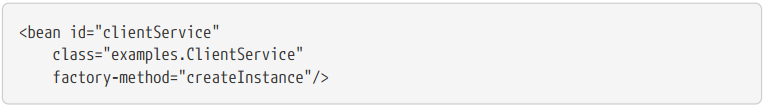 <bean id="clientService"
    class="examples.ClientService"
    factory-method="createInstance"/>